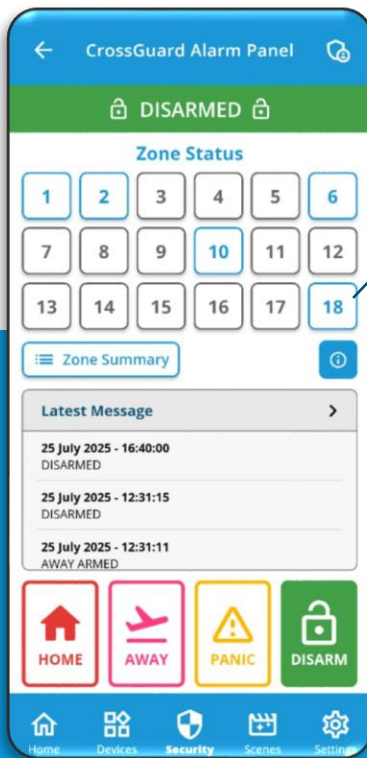 CrossGuard Alarm Panel
DISARMED
Zone Status
1 2 3 4 5 6
7 8 9 10 11 12
13 14 15 16 17 18
Zone Summary
Latest Message
25 July 2025 - 16:40:00
DISARMED
25 July 2025 - 12:31:15
DISARMED
25 July 2025 - 12:31:11
AWAY ARMED
HOME AWAY PANIC DISARM
Home Devices Security Scenes Settings